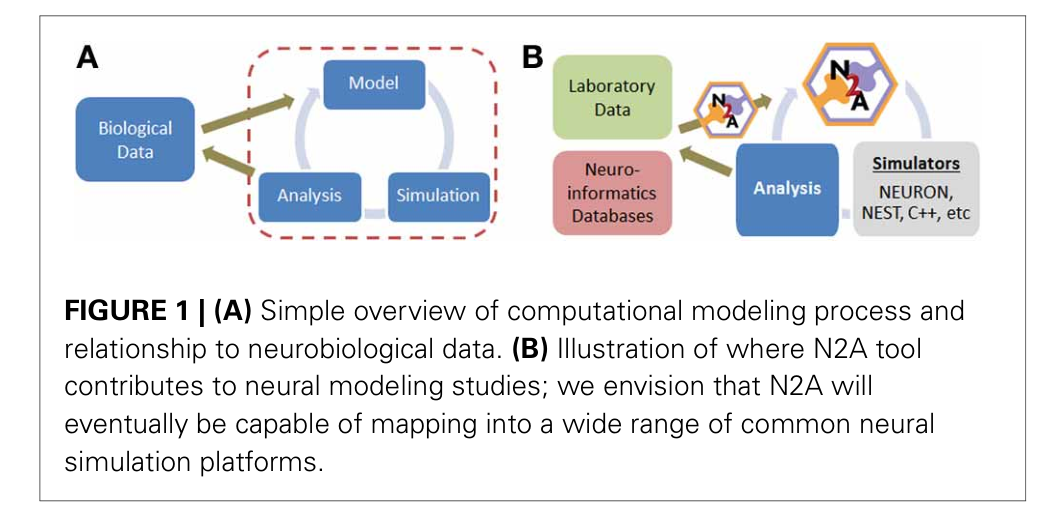 A
Model
Biological
Data
Analysis
Simulation
B
Laboratory
Data
N2A
N2A
Neuro-
informatics
Databases
Analysis
Simulators
NEURON,
NEST, C++, etc
FIGURE 1 | (A) Simple overview of computational modeling process and
relationship to neurobiological data. (B) Illustration of where N2A tool
contributes to neural modeling studies; we envision that N2A will
eventually be capable of mapping into a wide range of common neural
simulation platforms.